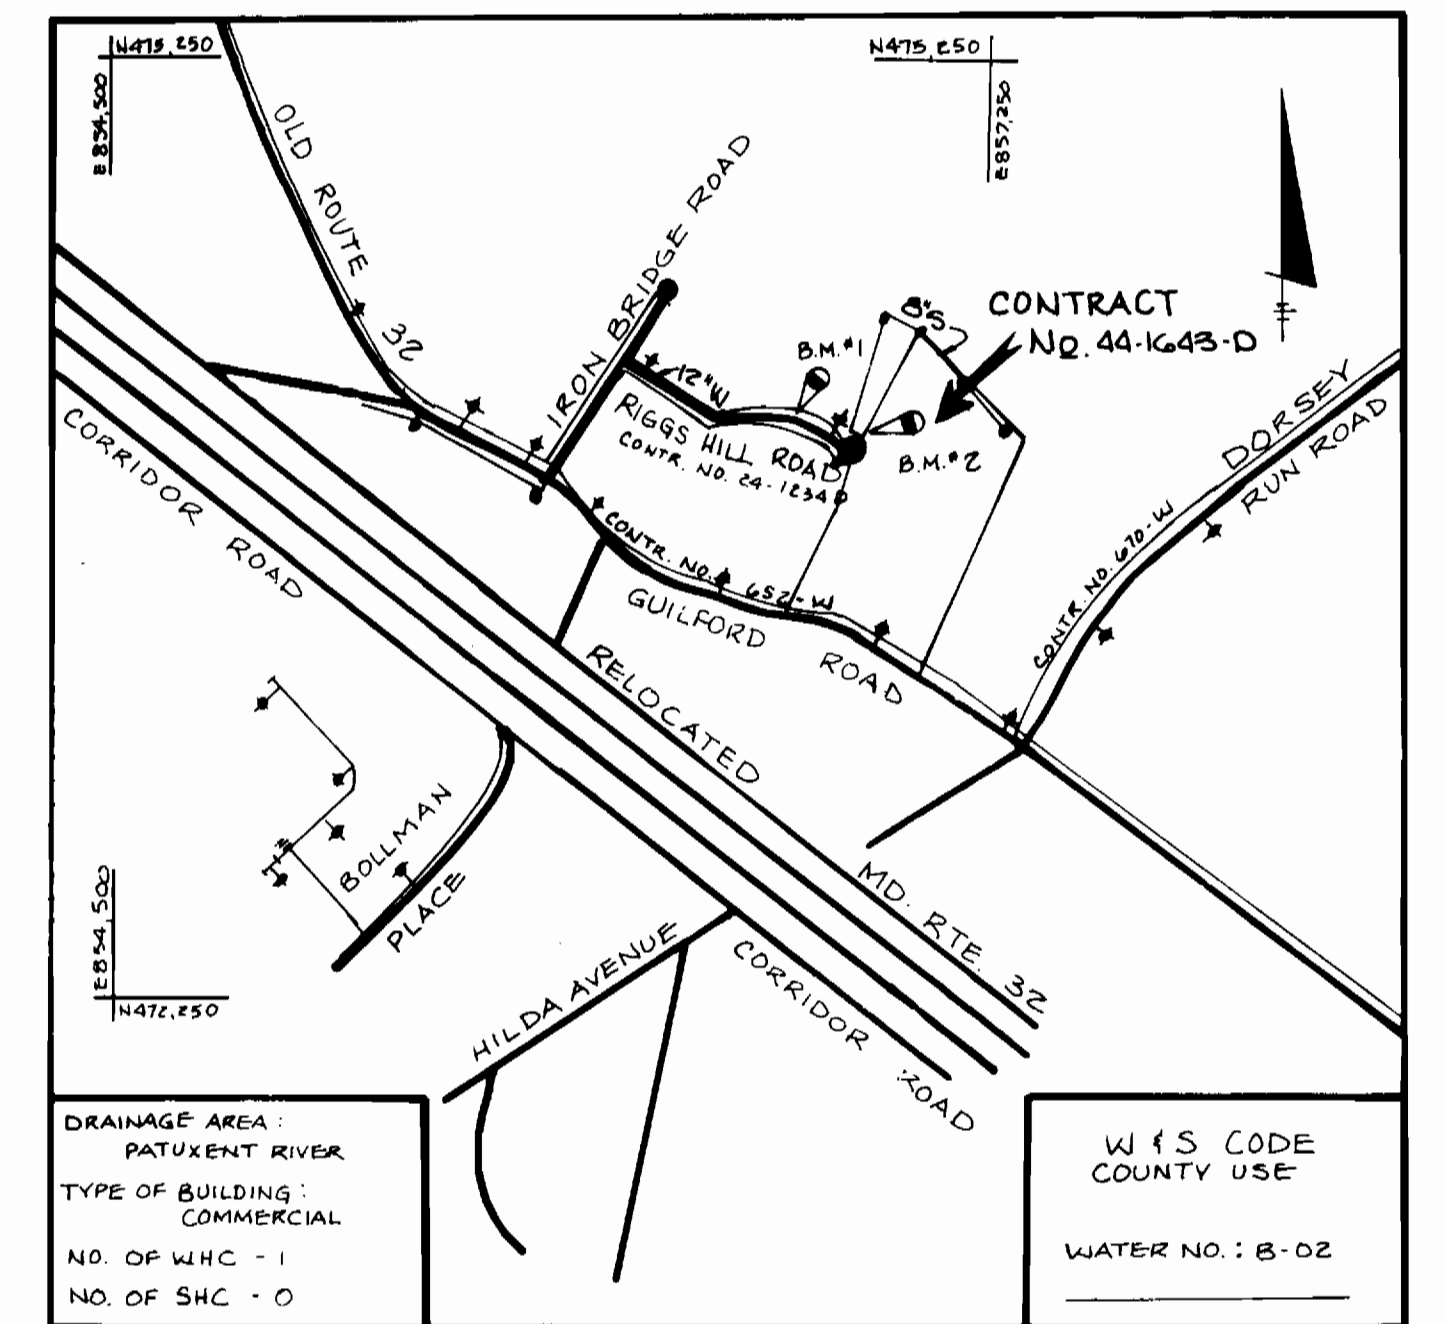 N475,250
E854,500
N475,250
E857,250
OLD ROUTE 32
IRON BRIDGE ROAD
8"S
CONTRACT
No. 44-1643-D
B.M.#1
12"W
RIGGS HILL ROAD
CONTR. NO. 24-1234 D
B.M.#2
DORSEY
RUN ROAD
CONTR. NO. 670-W
CONTR. NO. 652-W
GUILFORD ROAD
CORRIDOR ROAD
RELOCATED
MD. RTE. 32
BOLLMAN
PLACE
E854,500
N472,250
HILDA AVENUE
CORRIDOR ROAD
DRAINAGE AREA:
PATUXENT RIVER
TYPE OF BUILDING:
COMMERCIAL
NO. OF WHC - 1
NO. OF SHC - 0
W & S CODE
COUNTY USE
WATER NO.: B-02